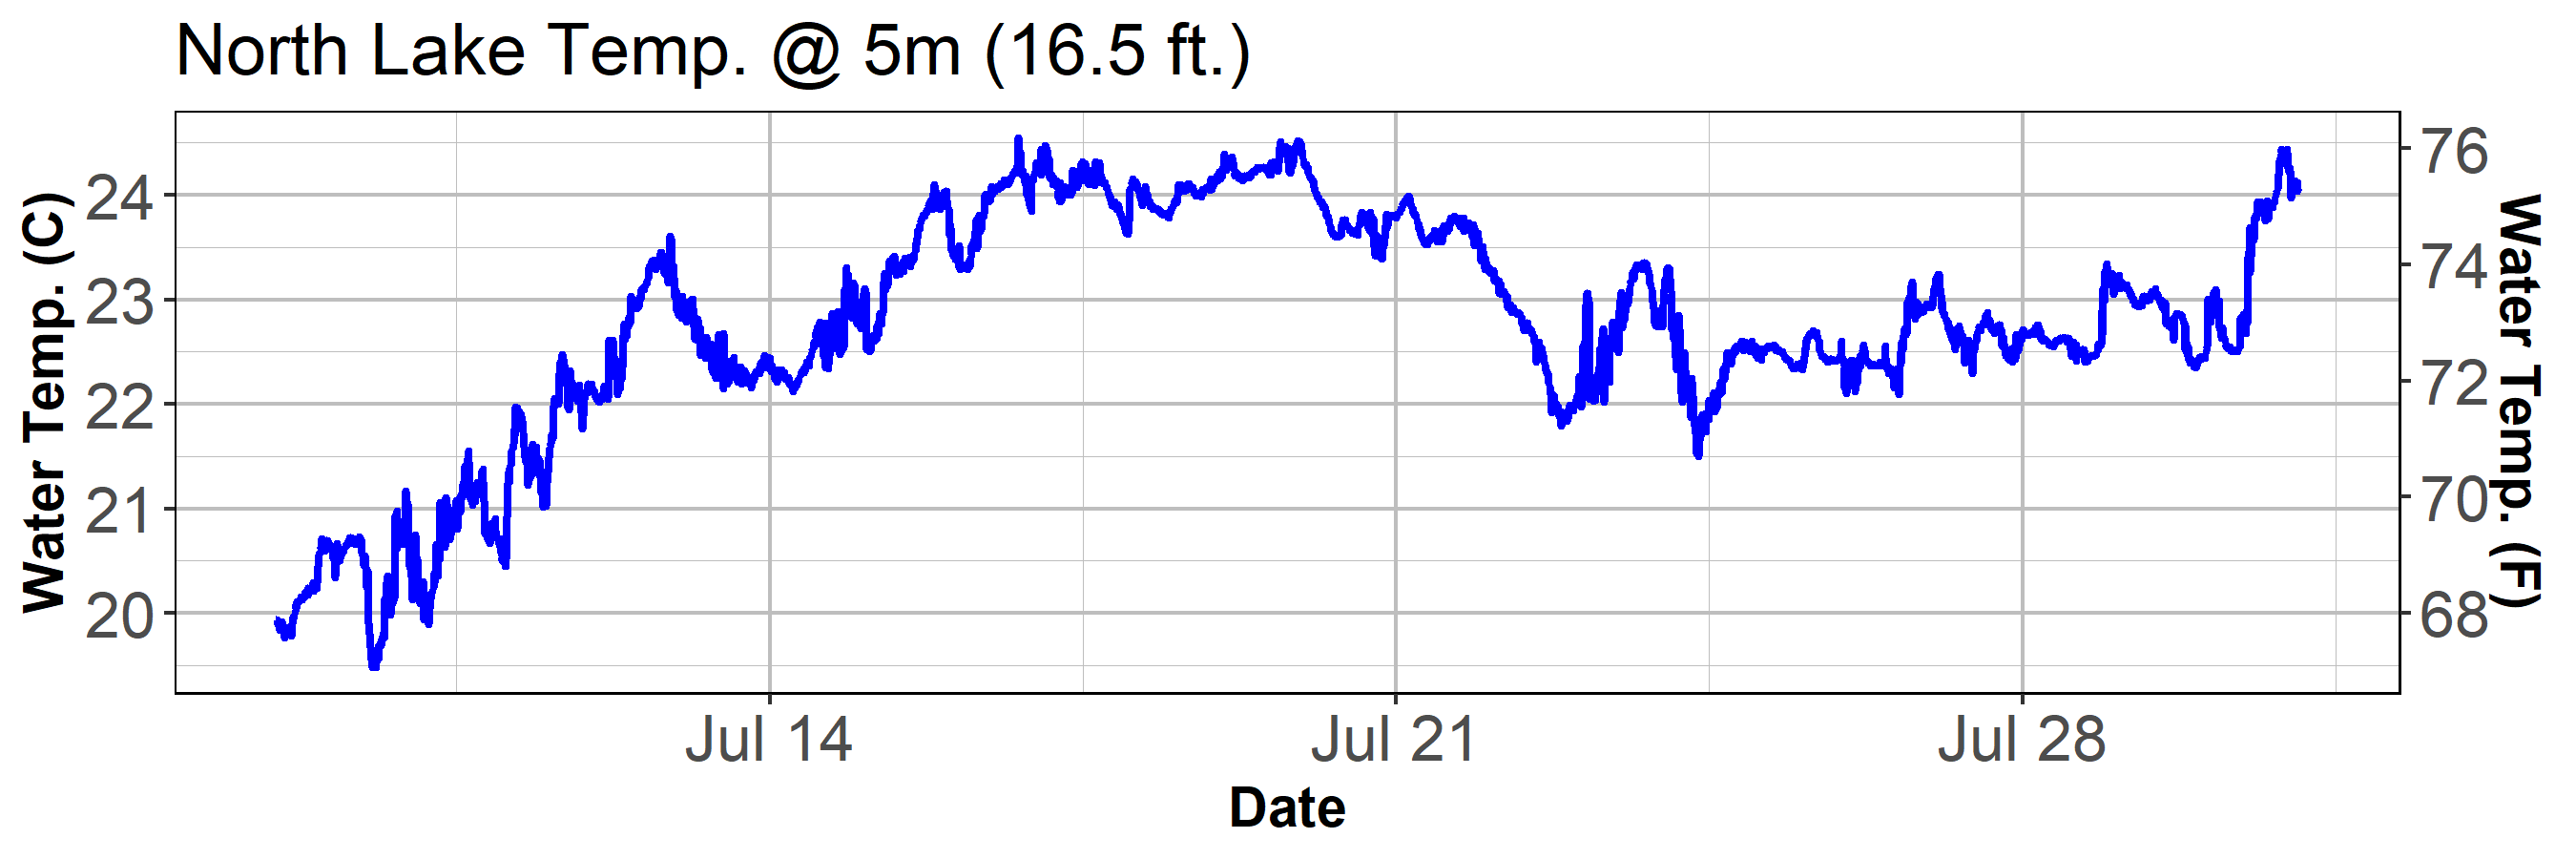 North Lake Temp. @ 5m (16.5 ft.)
Water Temp. (C)
24
23
22
21
20
76
74
72
70
68
Water Temp. (F)
Jul 14
Jul 21
Jul 28
Date